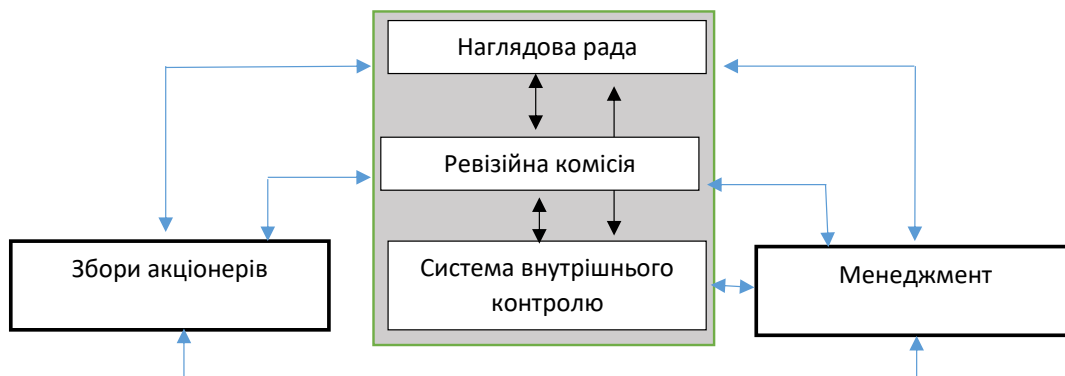 Наглядова рада
Ревізійна комісія
Збори акціонерів
Система внутрішнього
контролю
Менеджмент